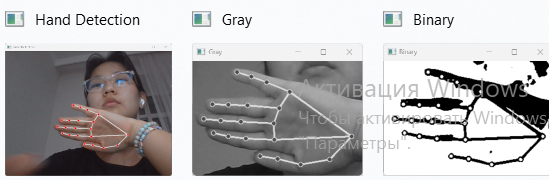 Hand Detection
Gray
Binary
Gray
Binary
Активация Windows
Чтобы активировать Windows,
"Параметры".